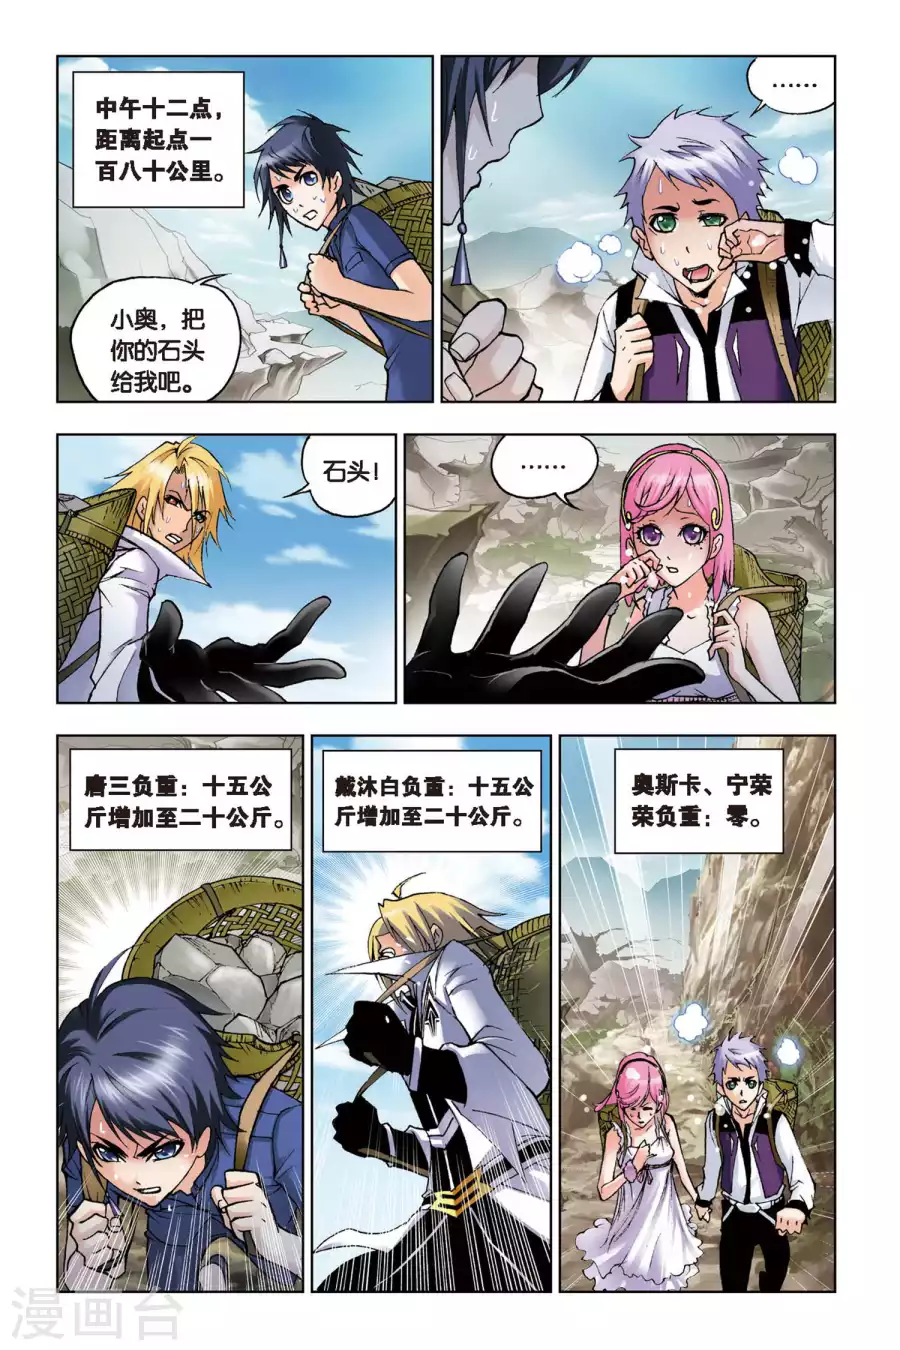 中午十二点，
距离起点一
百八十公里。
小奥，把
你的石头
给我吧。
……
石头！
……
唐三负重：十五公
斤增加至二十公斤。
戴沐白负重：十五公
斤增加至二十公斤。
奥斯卡、宁荣
荣负重：零。
漫画台